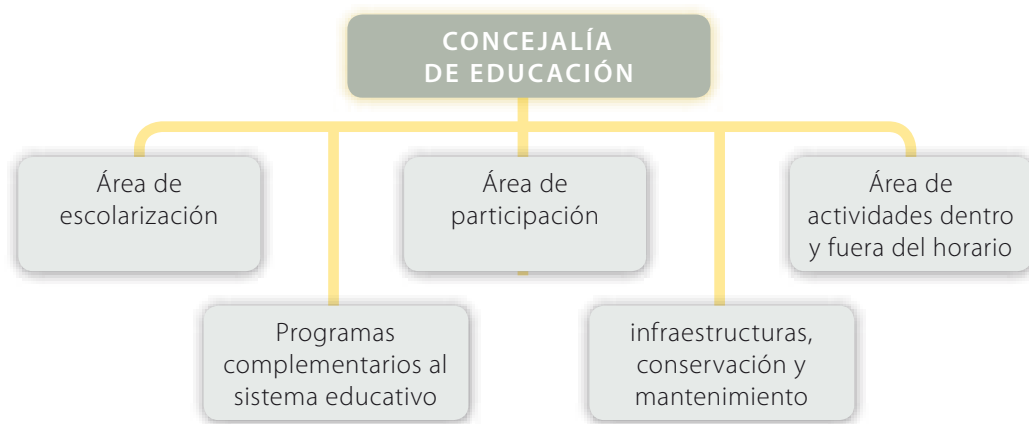 CONCEJALÍA
DE EDUCACIÓN
Área de
escolarización
Área de
participación
Área de
actividades dentro
y fuera del horario
Programas
complementarios al
sistema educativo
infraestructuras,
conservación y
mantenimiento